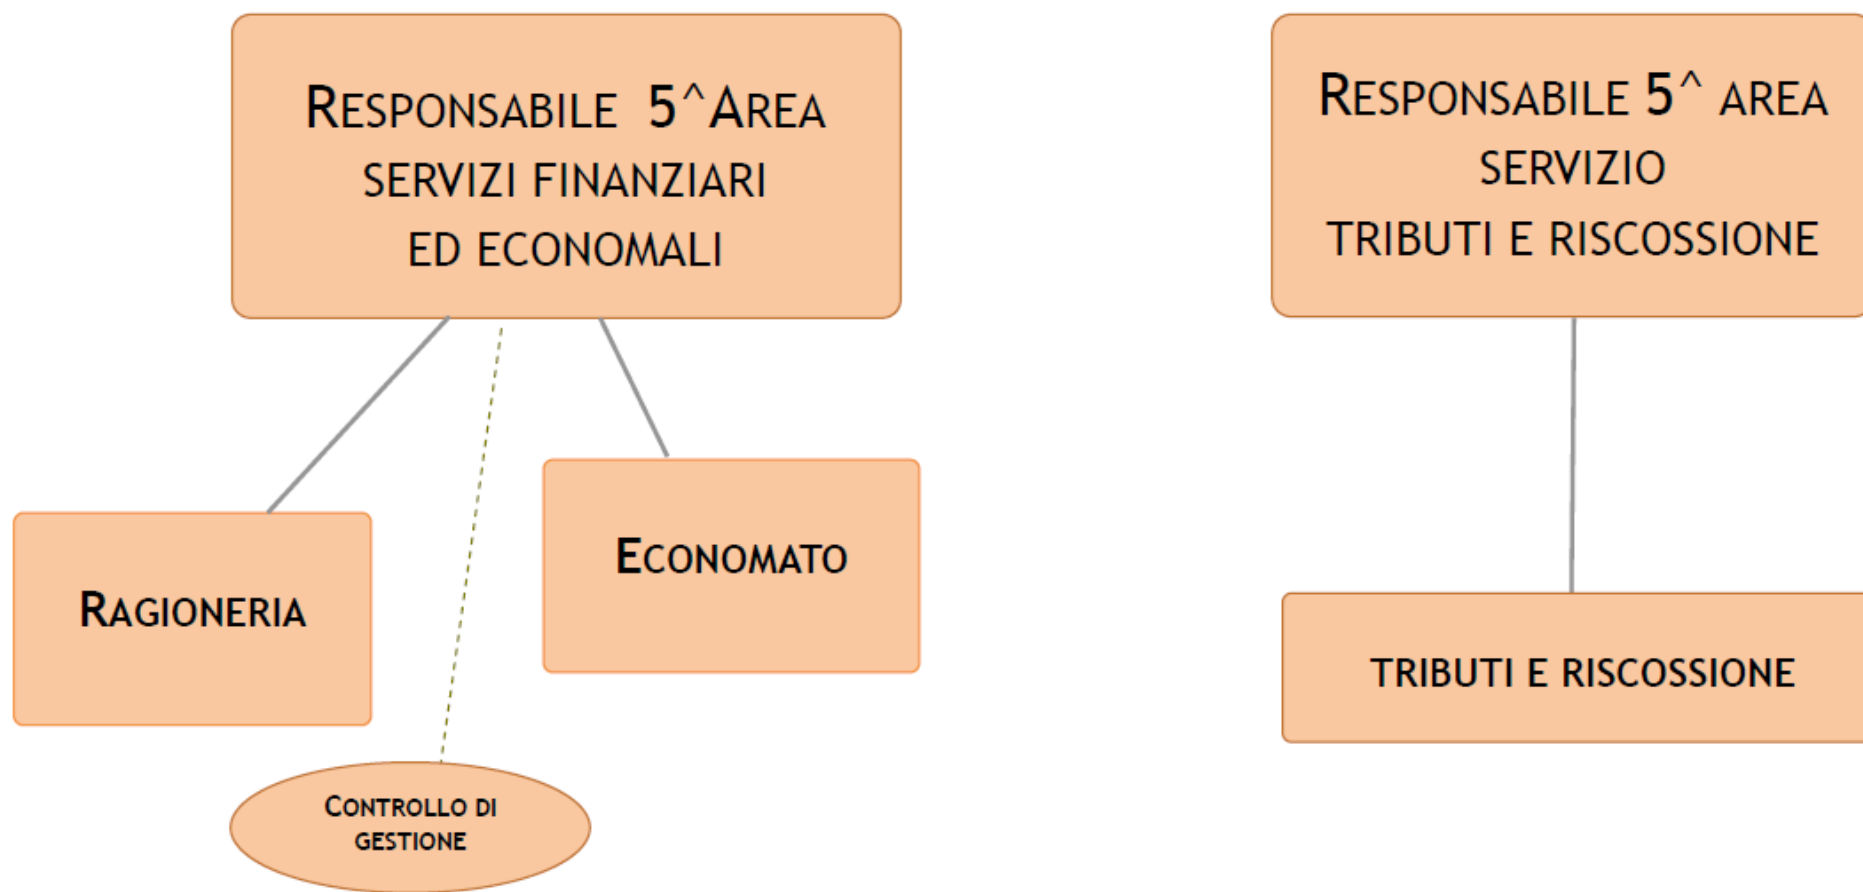 Responsabile 5^Area
servizi finanziari
ed economali
Responsabile 5^ area
servizio
tributi e riscossione
Economato
Ragioneria
tributi e riscossione
Controllo di
gestione